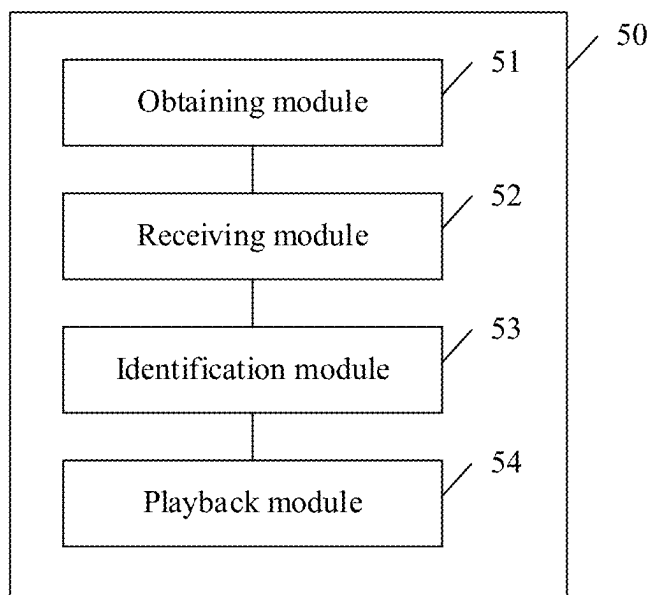 50
51
Obtaining module
52
Receiving module
53
Identification module
54
Playback module